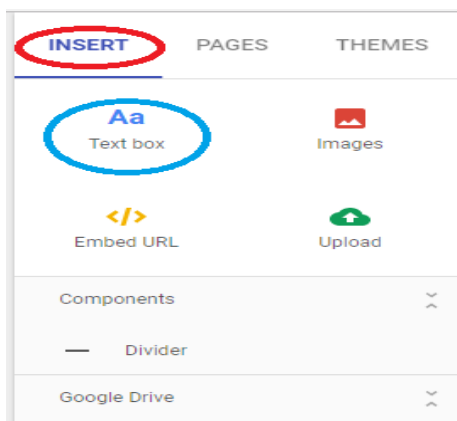 INSERT PAGES THEMES
Aa
Text box Images
</>
Embed URL Upload
Components
Divider
Google Drive